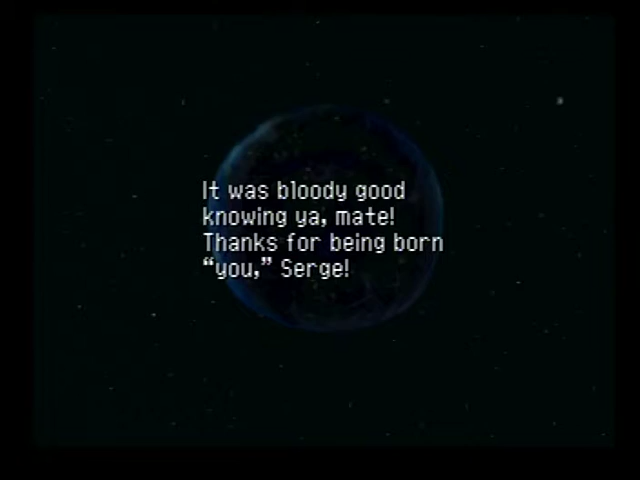 It was bloody good
knowing ya, mate!
Thanks for being born
“you,” Serge!